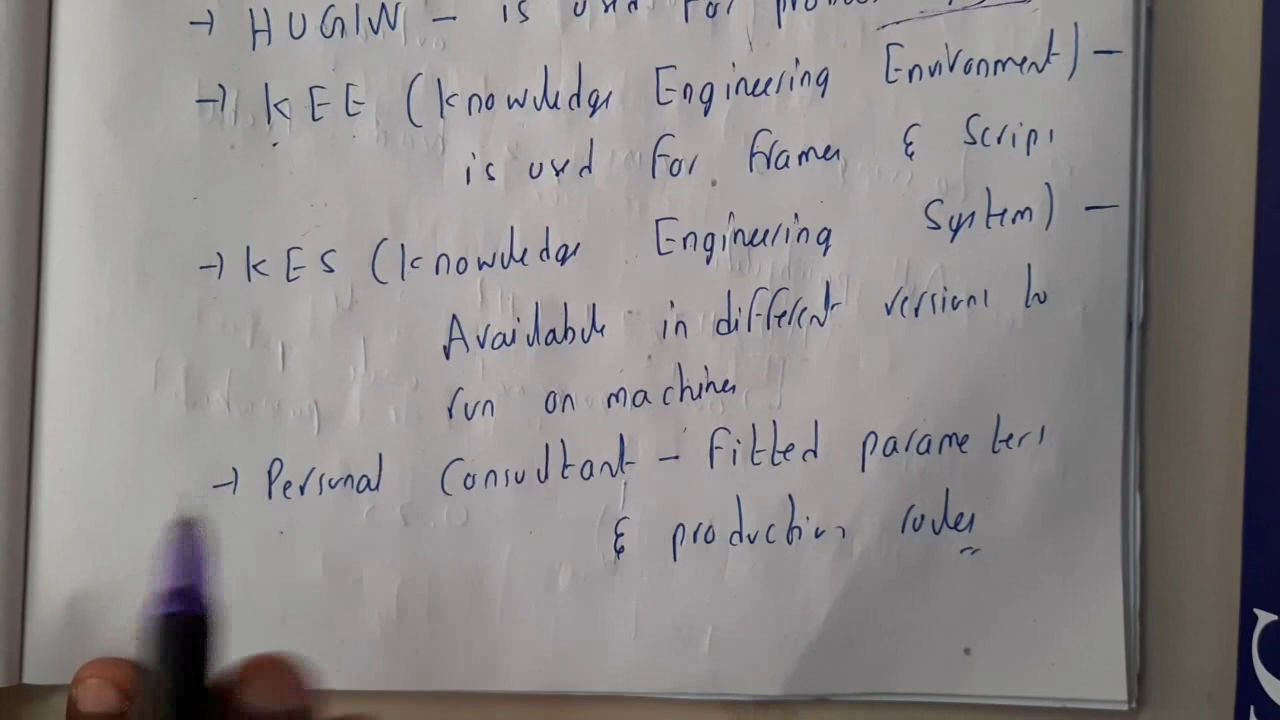 → HUGIN - is used for
→ KEE (Knowledge Engineering Environment) -
is used for frames & Script
→ KES (Knowledge Engineering System) -
Available in different versions to
run on machines
→ Personal Consultant - Fitted parameters
& production rules